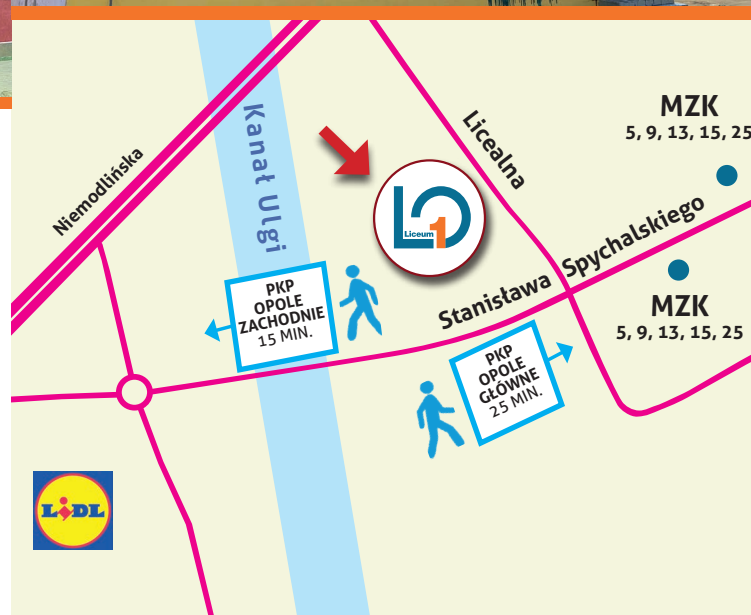 Niemodlińska
Kanał Ulgi
Licealna
MZK
5, 9, 13, 15, 25
LO
Liceum 1
Stanisława Spychalskiego
MZK
5, 9, 13, 15, 25
PKP
OPOLE
ZACHODNIE
15 MIN.
PKP
OPOLE
GŁÓWNE
25 MIN.
LIDL